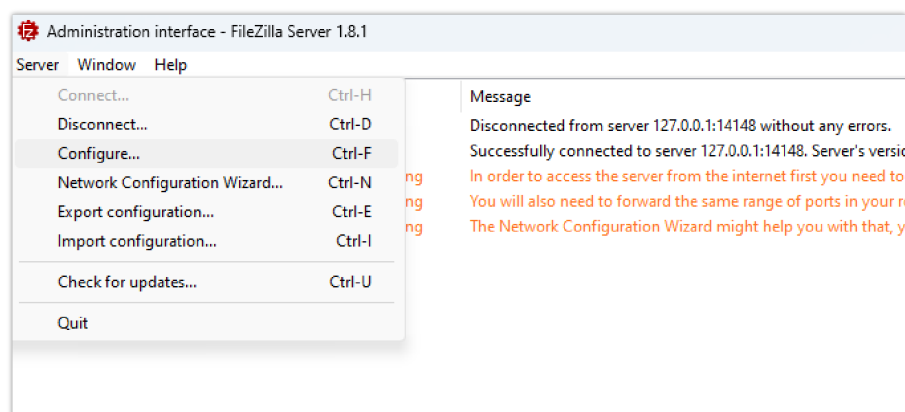 Administration interface - FileZilla Server 1.8.1
Server Window Help
Connect... Ctrl-H
Disconnect... Ctrl-D
Configure... Ctrl-F
Network Configuration Wizard... Ctrl-N
Export configuration... Ctrl-E
Import configuration... Ctrl-I
Check for updates... Ctrl-U
Quit
Message
Disconnected from server 127.0.0.1:14148 without any errors.
Successfully connected to server 127.0.0.1:14148. Server's versi
ng In order to access the server from the internet first you need to
ng You will also need to forward the same range of ports in your r
ng The Network Configuration Wizard might help you with that, y